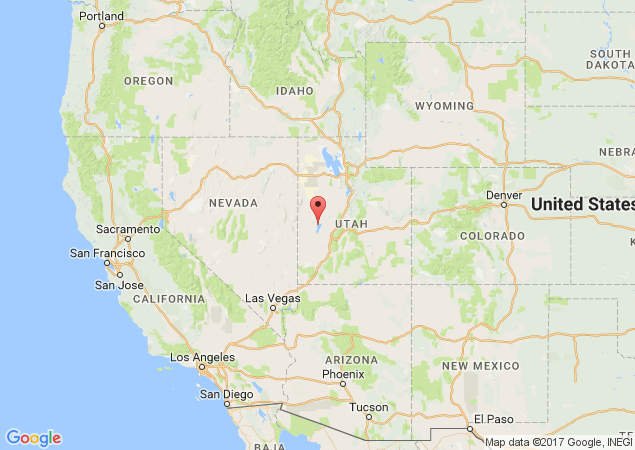 Portland
OREGON
IDAHO
SOUTH
DAKOTA
WYOMING
NEBRA
NEVADA
Denver
United States
UTAH
Sacramento
COLORADO
San Francisco
San Jose
CALIFORNIA
Las Vegas
Los Angeles
ARIZONA
NEW MEXICO
Phoenix
San Diego
Tucson
El Paso
Google
BAJA
Map data ©2017 Google, INEGI